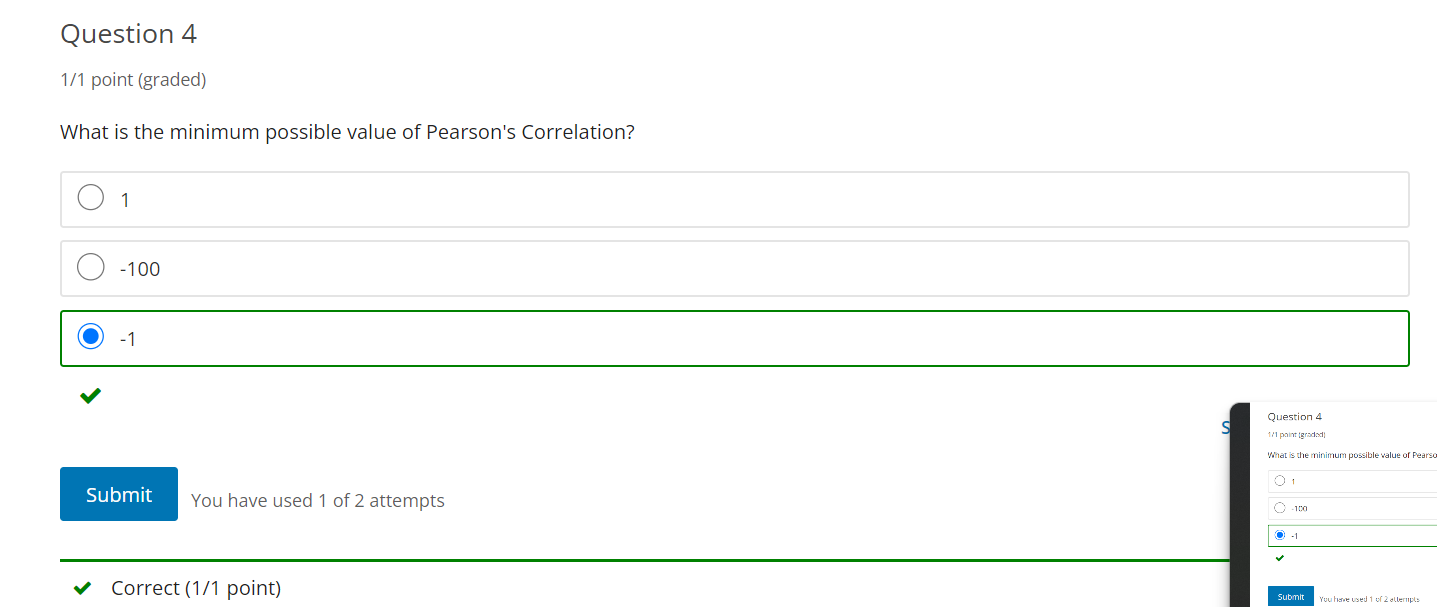 Question 4
1/1 point (graded)
What is the minimum possible value of Pearson's Correlation?
1
-100
-1
S
Submit
You have used 1 of 2 attempts
Correct (1/1 point)
Question 4
1/1 point (graded)
What is the minimum possible value of Pearso
1
-100
-1
Submit
You have used 1 of 2 attempts